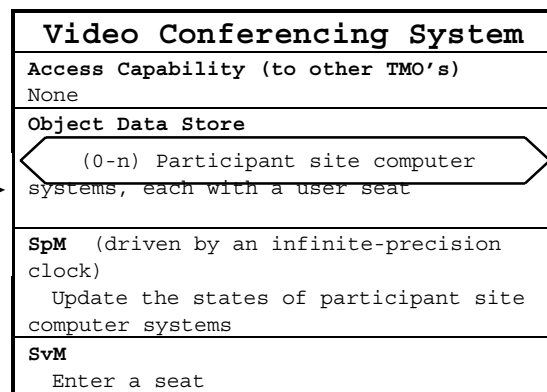 Video Conferencing System
Access Capability (to other TMO's)
None
Object Data Store
(0-n) Participant site computer
systems, each with a user seat
SpM (driven by an infinite-precision
clock)
Update the states of participant site
computer systems
SvM
Enter a seat